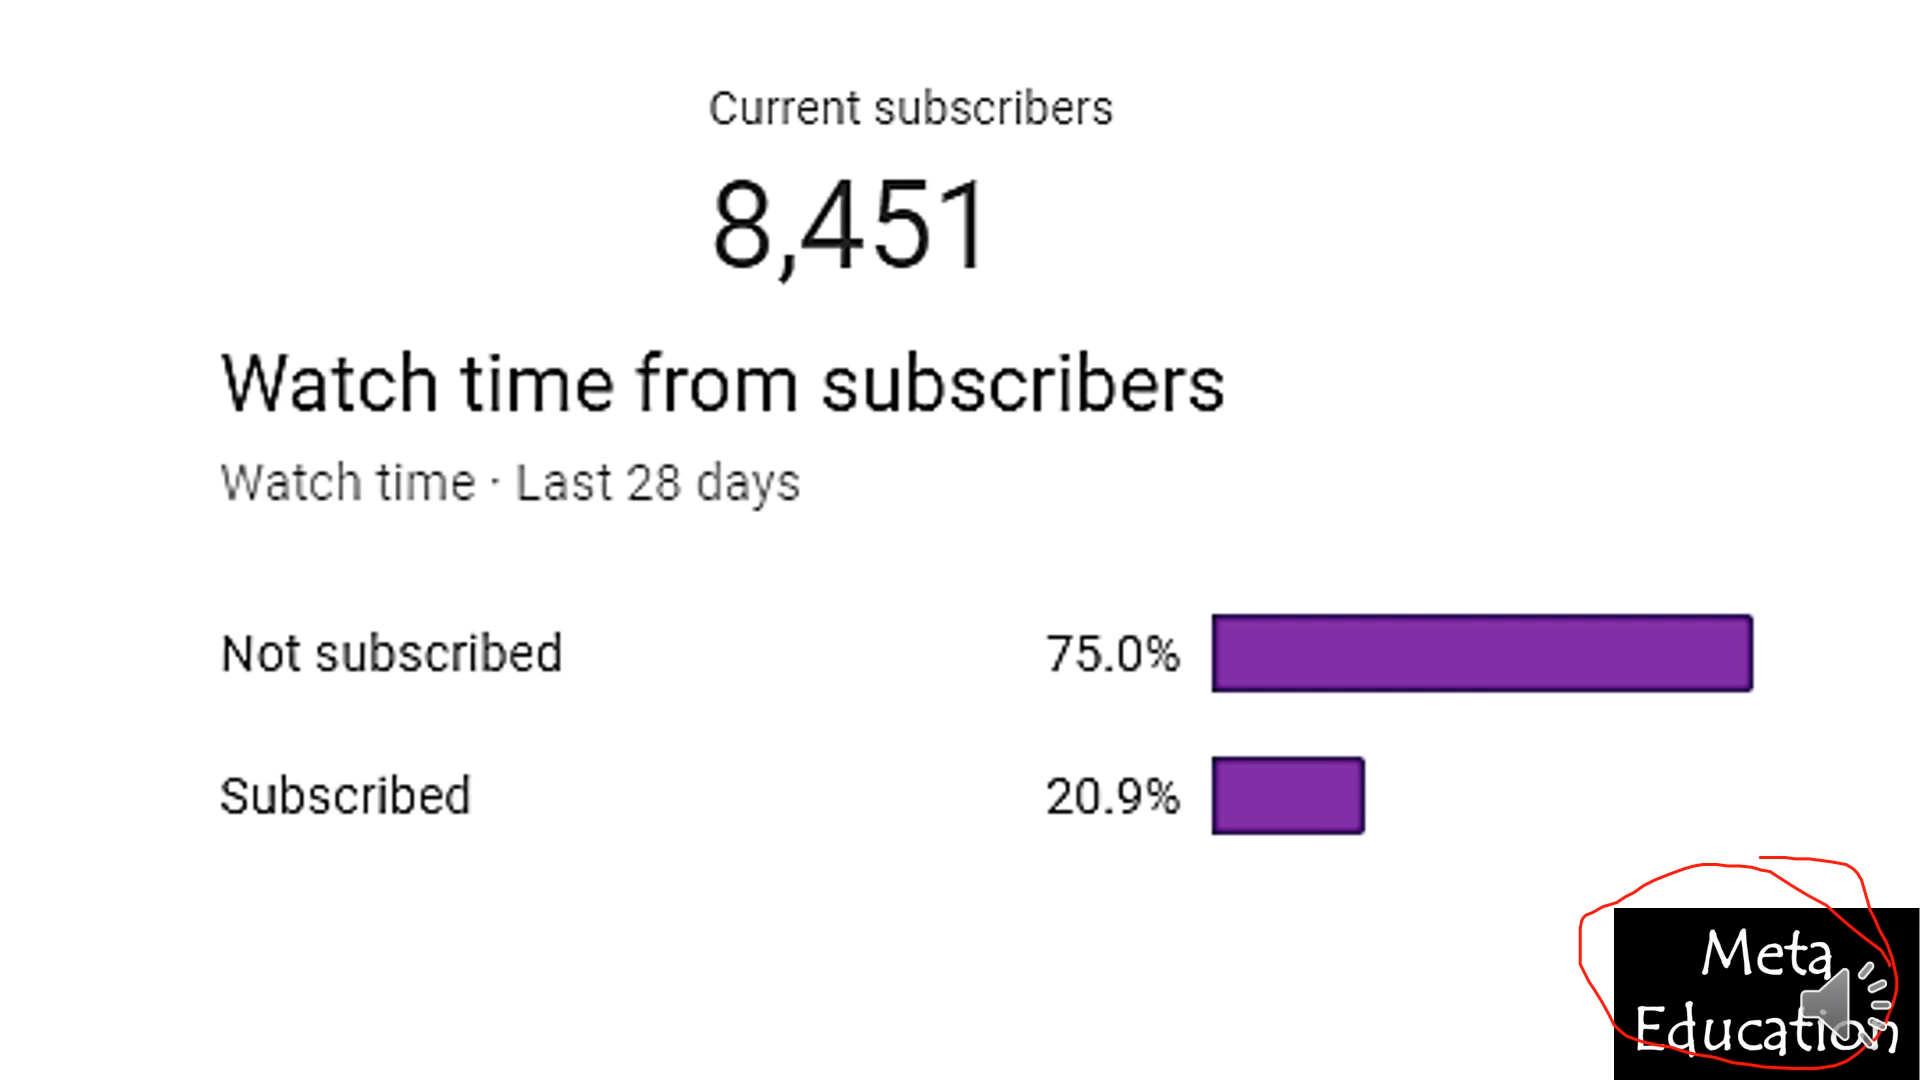 Current subscribers
8,451
Watch time from subscribers
Watch time · Last 28 days
Not subscribed 75.0%
Subscribed 20.9%
Meta
Education